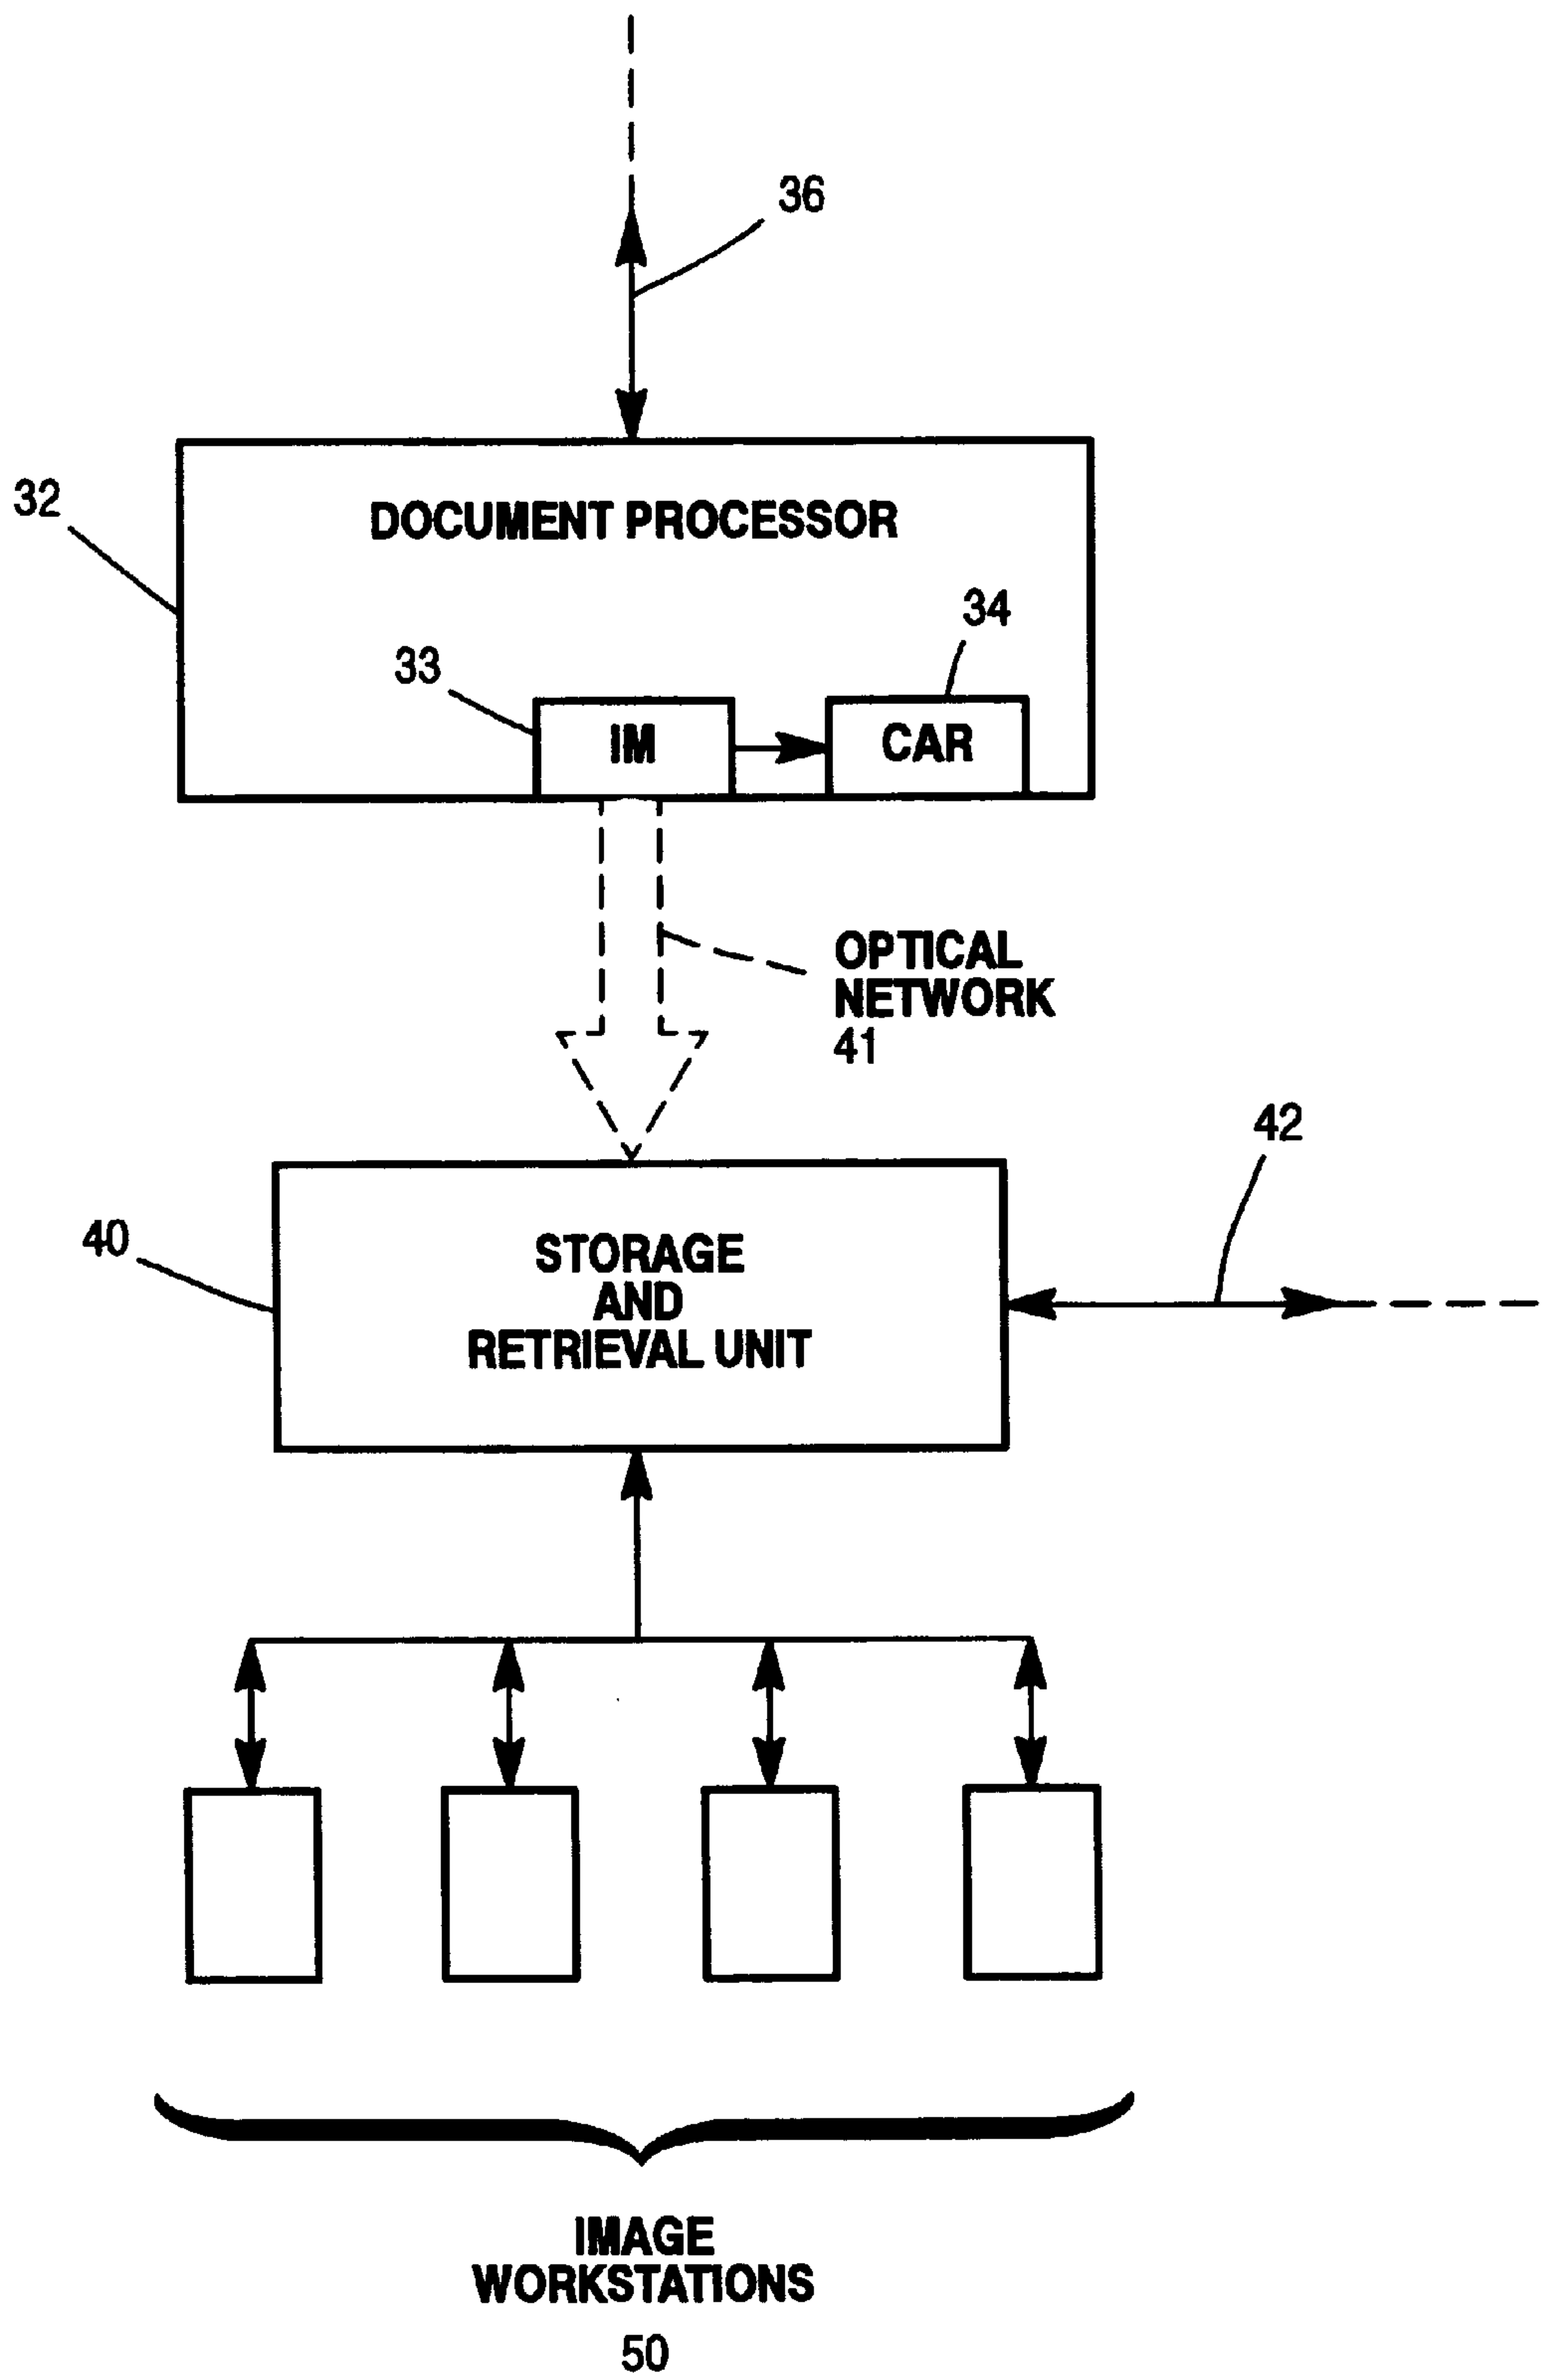 36
32
DOCUMENT PROCESSOR
34
33
IM
CAR
OPTICAL
NETWORK
41
42
40
STORAGE
AND
RETRIEVAL UNIT
IMAGE
WORKSTATIONS
50